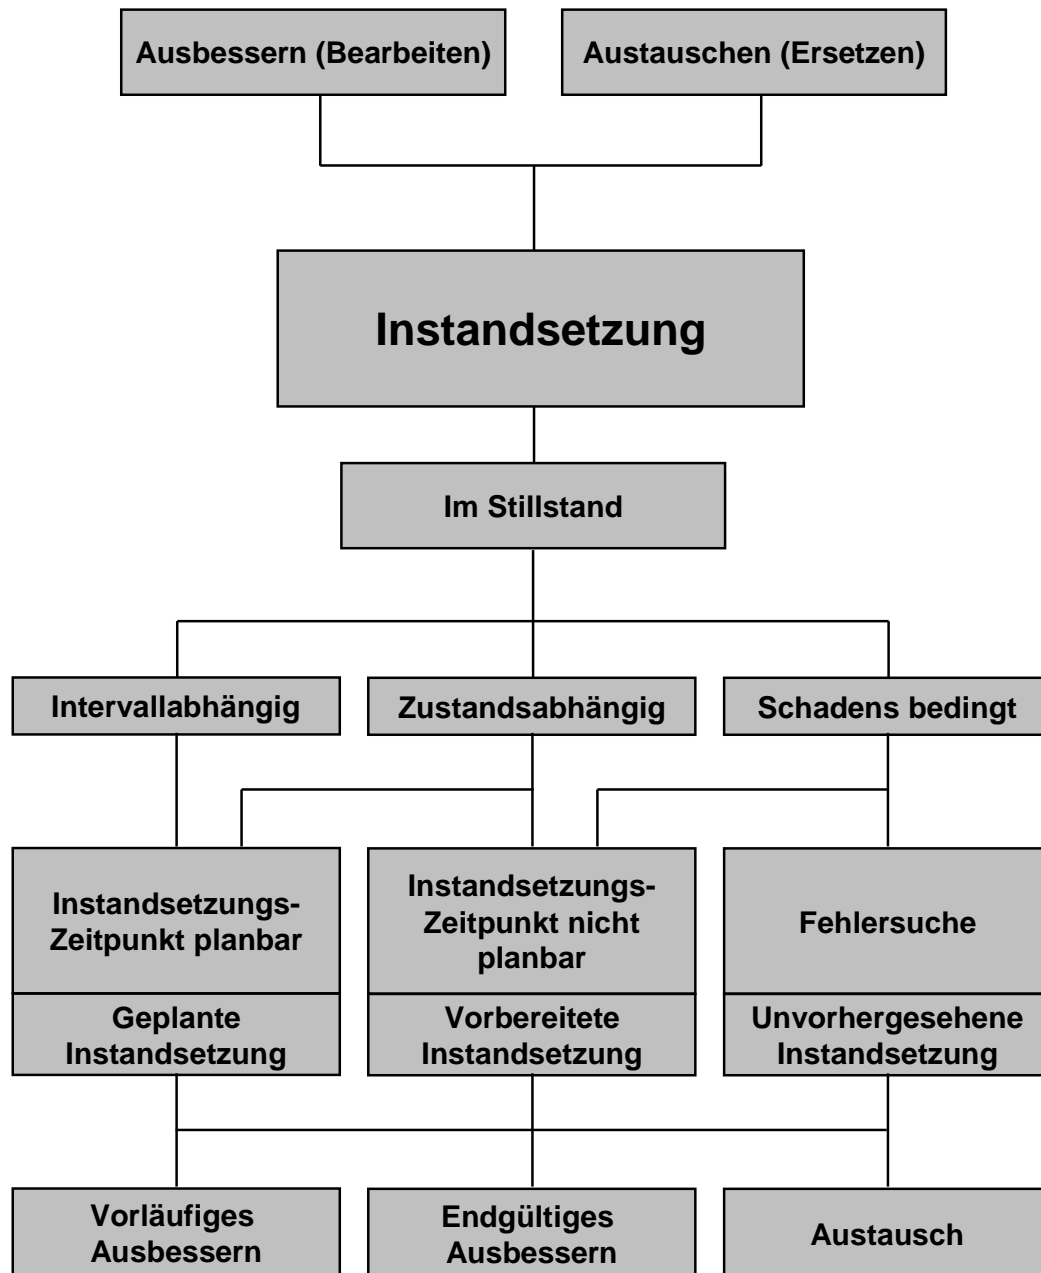 Ausbessern (Bearbeiten)
Austauschen (Ersetzen)
Instandsetzung
Im Stillstand
Intervallabhängig
Zustandsabhängig
Schadens bedingt
Instandsetzungs-
Zeitpunkt planbar
Instandsetzungs-
Zeitpunkt nicht
planbar
Fehlersuche
Geplante
Instandsetzung
Vorbereitete
Instandsetzung
Unvorhergesehene
Instandsetzung
Vorläufiges
Ausbessern
Endgültiges
Ausbessern
Austausch